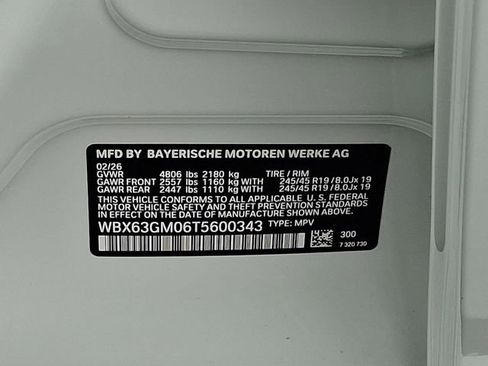 MFD BY BAYERISCHE MOTOREN WERKE AG
02/26
GVWR 4806 lbs 2180 kg TIRE / RIM
GAWR FRONT 2557 lbs 1160 kg WITH 245/45 R19 / 8.0Jx 19
GAWR REAR 2447 lbs 1110 kg WITH 245/45 R19 / 8.0Jx 19
THIS VEHICLE CONFORMS TO ALL APPLICABLE U. S. FEDERAL
MOTOR VEHICLE SAFETY, BUMPER, AND THEFT PREVENTION
STANDARDS IN EFFECT ON THE DATE OF MANUFACTURE SHOWN ABOVE.
WBX63GM06T5600343 TYPE: MPV
300
7 320 730